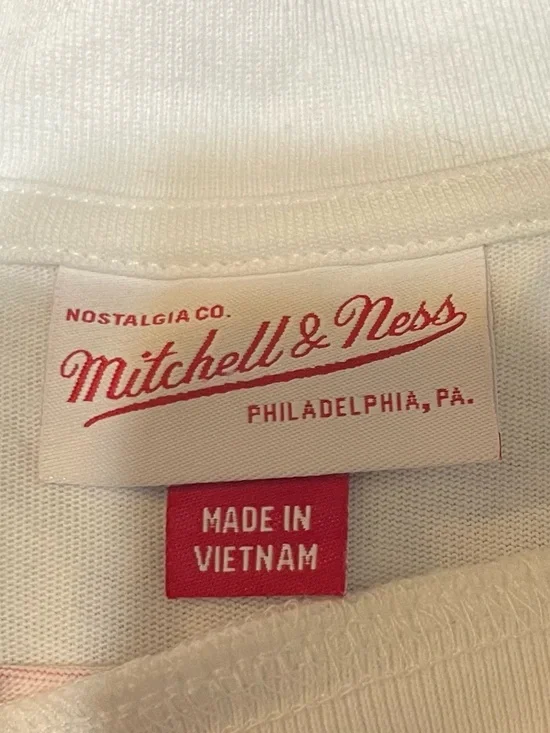 NOSTALGIA CO.
Mitchell & Ness
PHILADELPHIA, PA.
MADE IN
VIETNAM